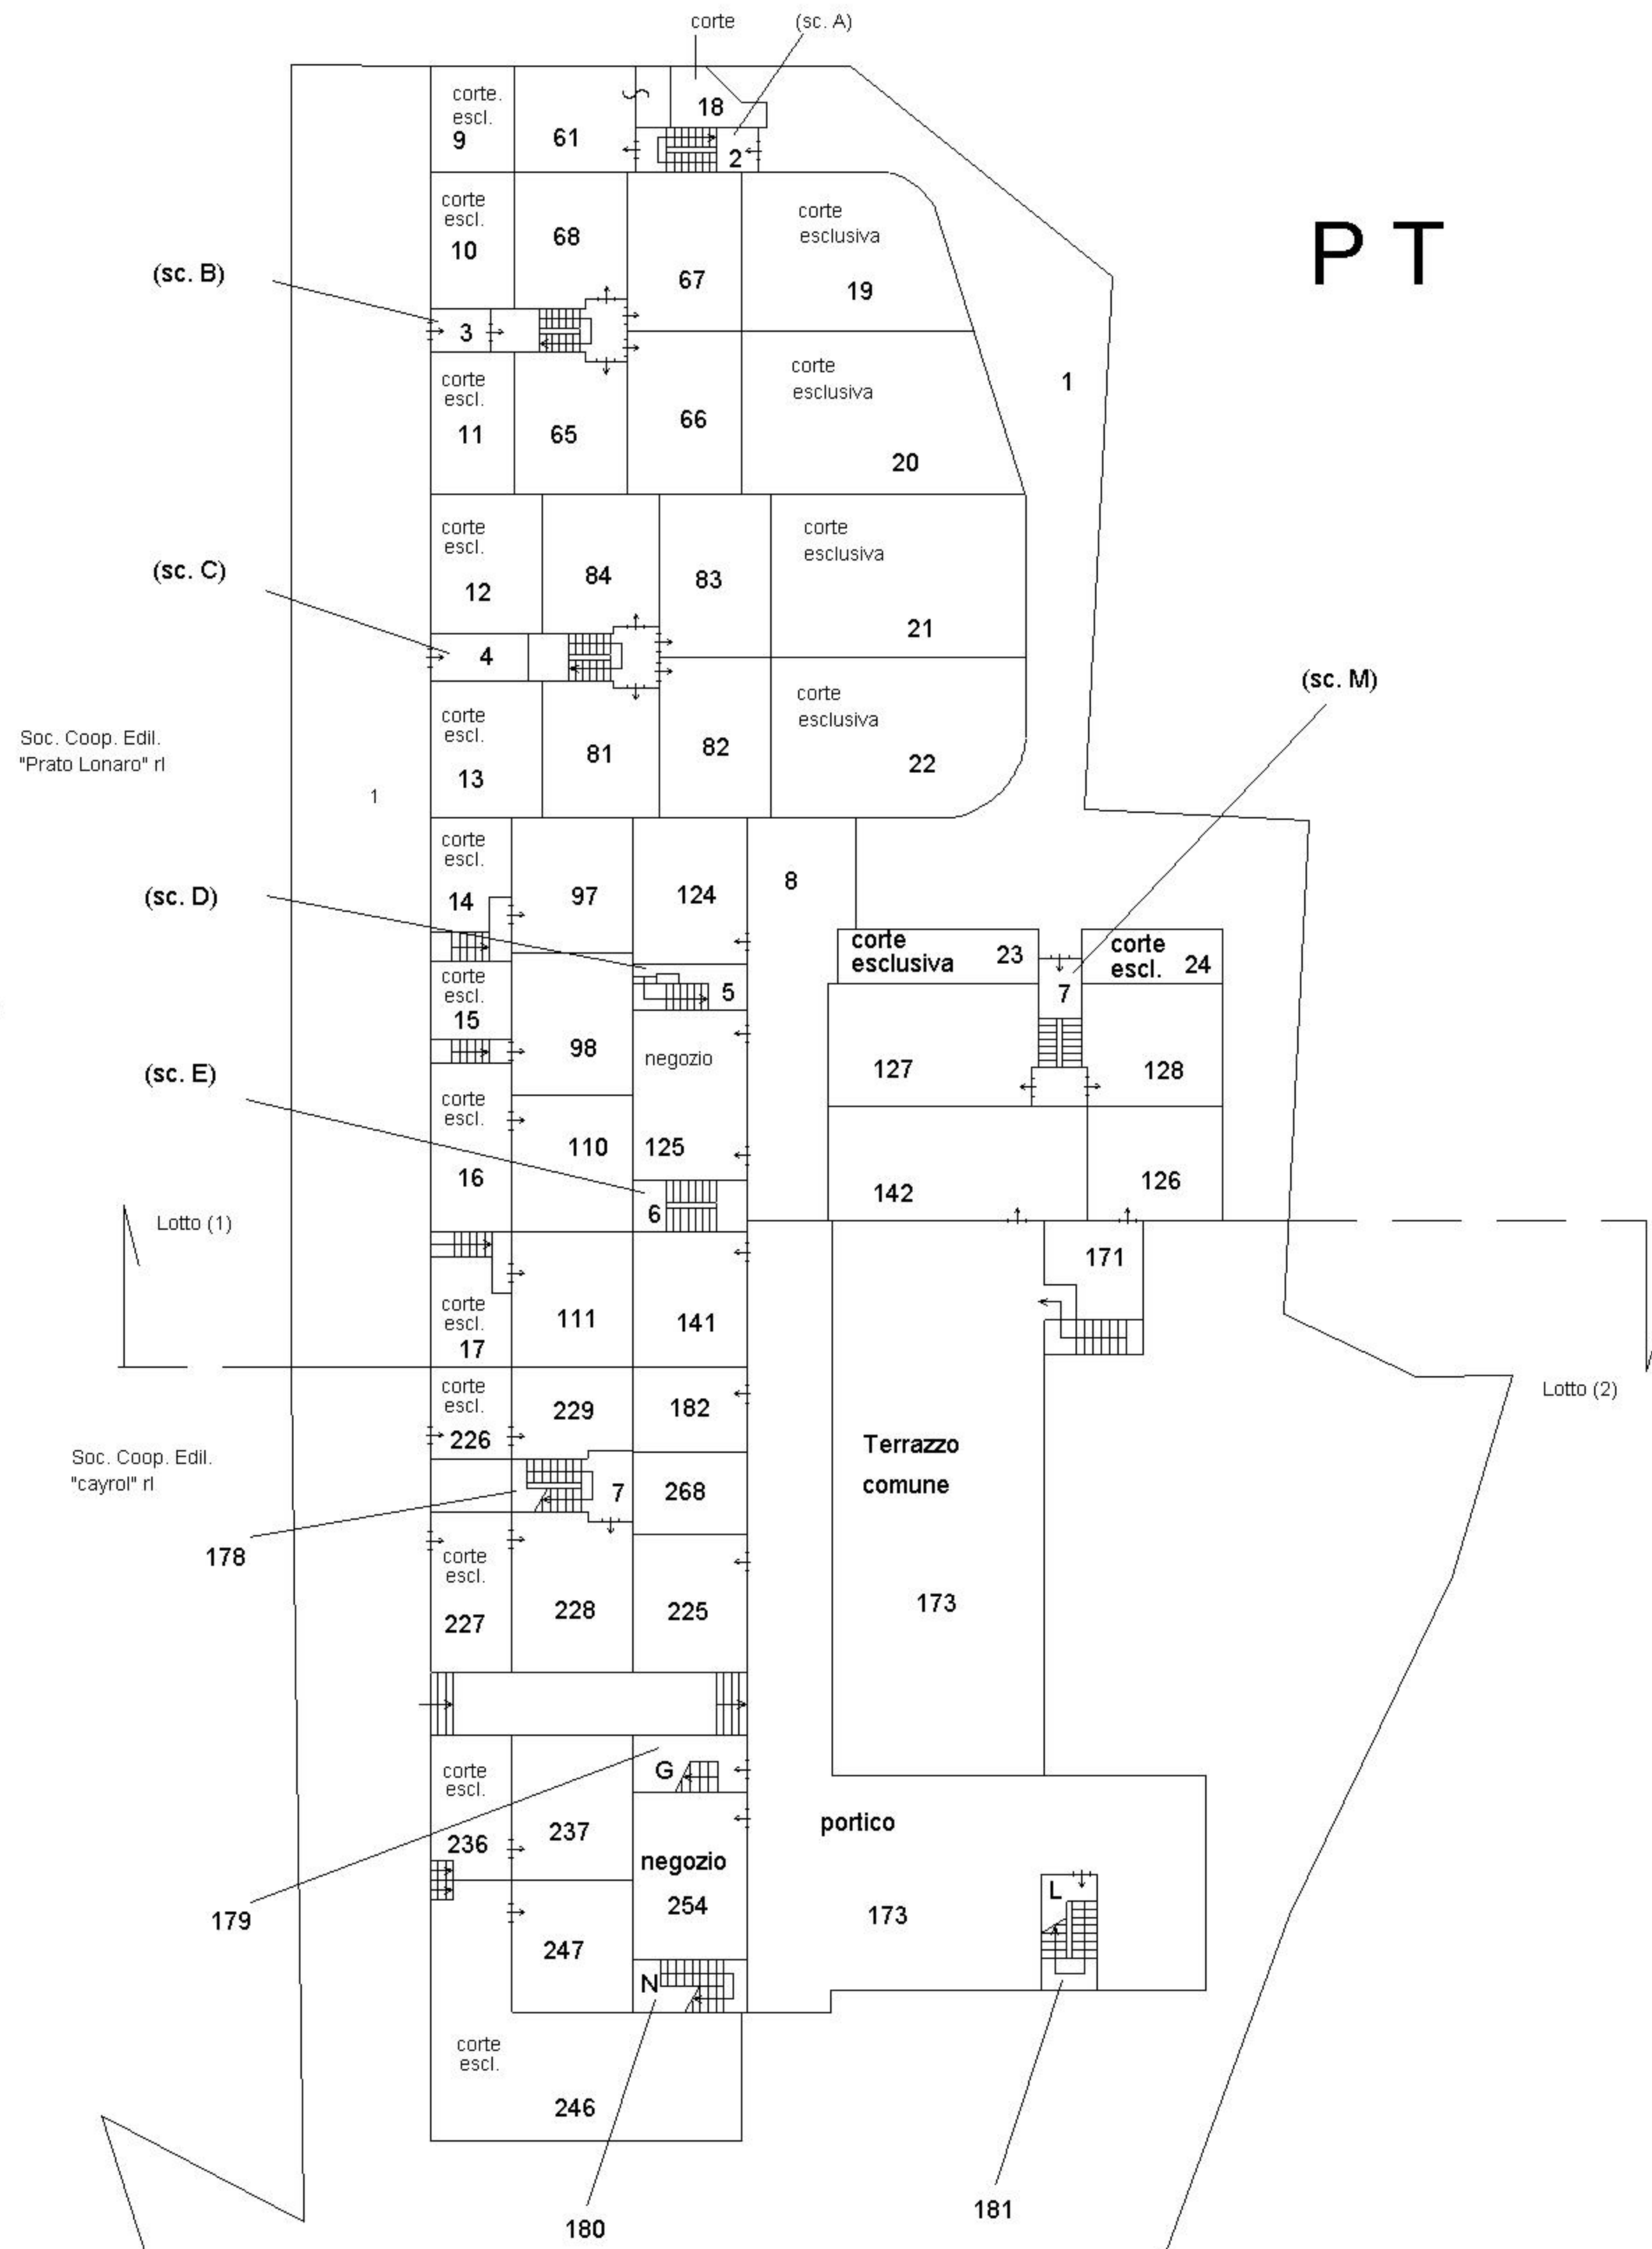 corte
(sc. A)
corte.
escl.
9
61
18
2
corte
escl.
10
68
67
corte
esclusiva
19
P T
(sc. B)
3
corte
escl.
11
65
66
corte
esclusiva
20
1
corte
escl.
12
84
83
corte
esclusiva
21
(sc. C)
4
corte
escl.
13
81
82
corte
esclusiva
22
(sc. M)
Soc. Coop. Edil.
"Prato Lonaro" rl
1
corte
escl.
14
97
124
8
(sc. D)
corte
esclusiva
23
corte
escl.
24
7
corte
escl.
15
5
98
negozio
127
128
(sc. E)
corte
escl.
16
110
125
6
142
126
Lotto (1)
171
corte
escl.
17
111
141
Lotto (2)
corte
escl.
226
229
182
Terrazzo
comune
Soc. Coop. Edil.
"cayrol" rl
7
268
178
corte
escl.
227
228
225
173
corte
escl.
236
237
G
portico
negozio
254
173
L
179
247
N
corte
escl.
246
180
181